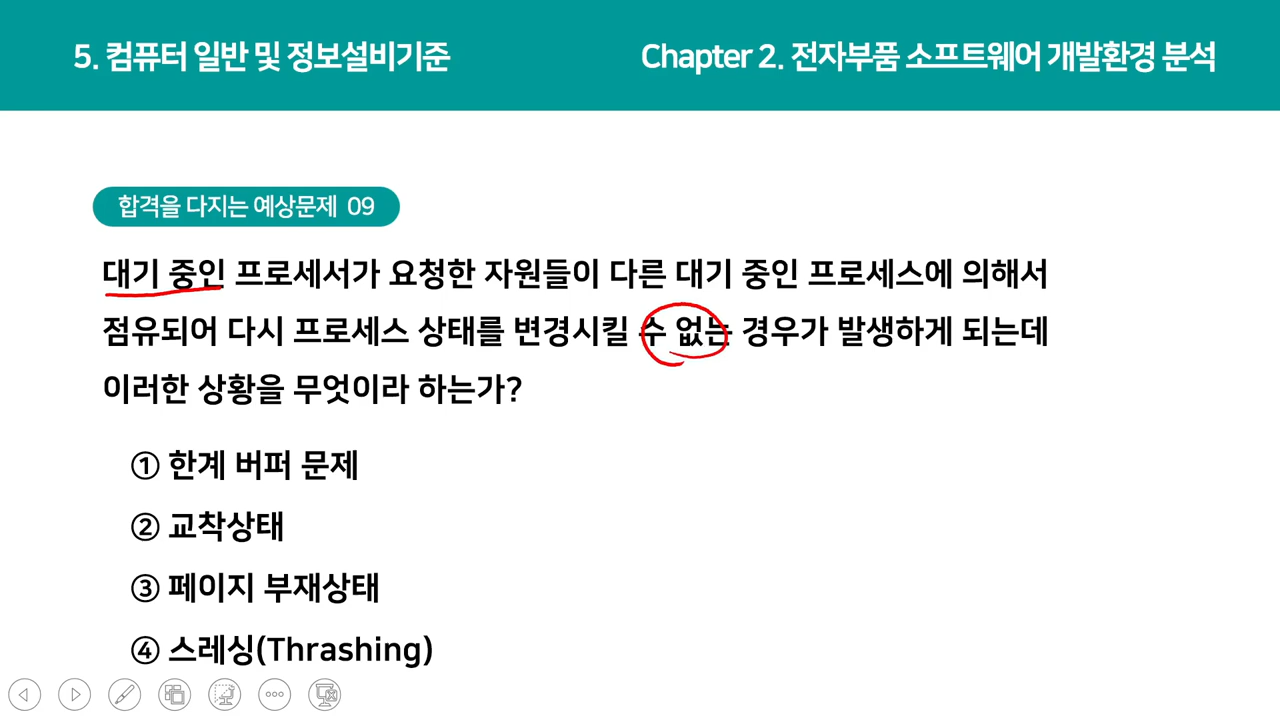 5. 컴퓨터 일반 및 정보설비기준
Chapter 2. 전자부품 소프트웨어 개발환경 분석
합격을 다지는 예상문제 09
대기 중인 프로세서가 요청한 자원들이 다른 대기 중인 프로세스에 의해서
점유되어 다시 프로세스 상태를 변경시킬 수 없는 경우가 발생하게 되는데
이러한 상황을 무엇이라 하는가?
① 한계 버퍼 문제
② 교착상태
③ 페이지 부재상태
④ 스레싱(Thrashing)